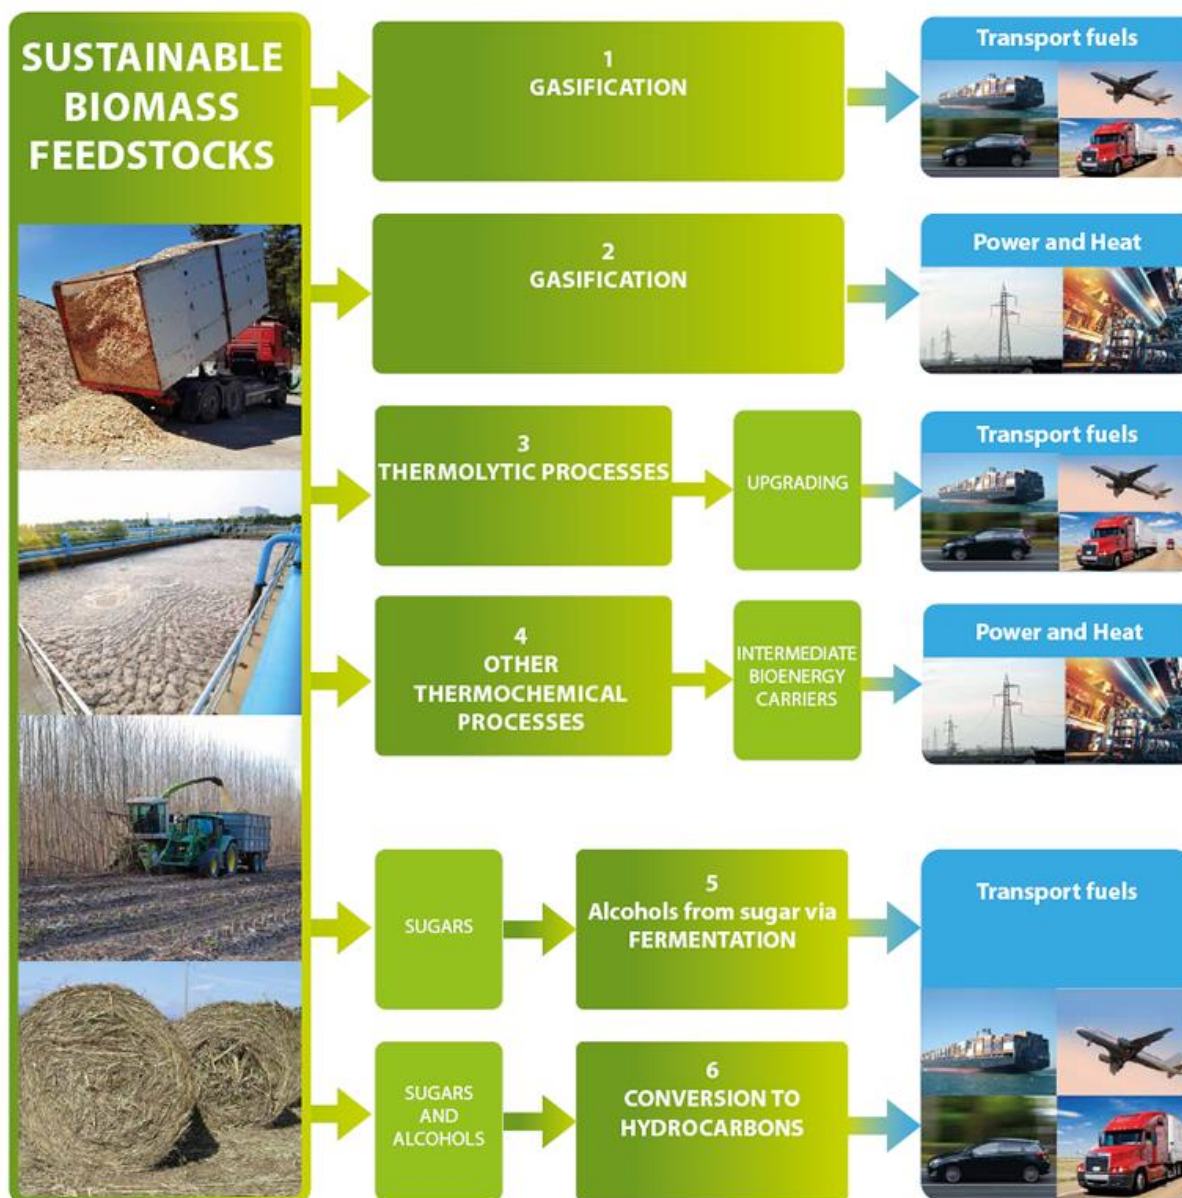 SUSTAINABLE
BIOMASS
FEEDSTOCKS
1
GASIFICATION
Transport fuels
2
GASIFICATION
Power and Heat
3
THERMOLYTIC PROCESSES
UPGRADING
Transport fuels
4
OTHER
THERMOCHEMICAL
PROCESSES
INTERMEDIATE
BIOENERGY
CARRIERS
Power and Heat
SUGARS
5
Alcohols from sugar via
FERMENTATION
Transport fuels
SUGARS
AND
ALCOHOLS
6
CONVERSION TO
HYDROCARBONS